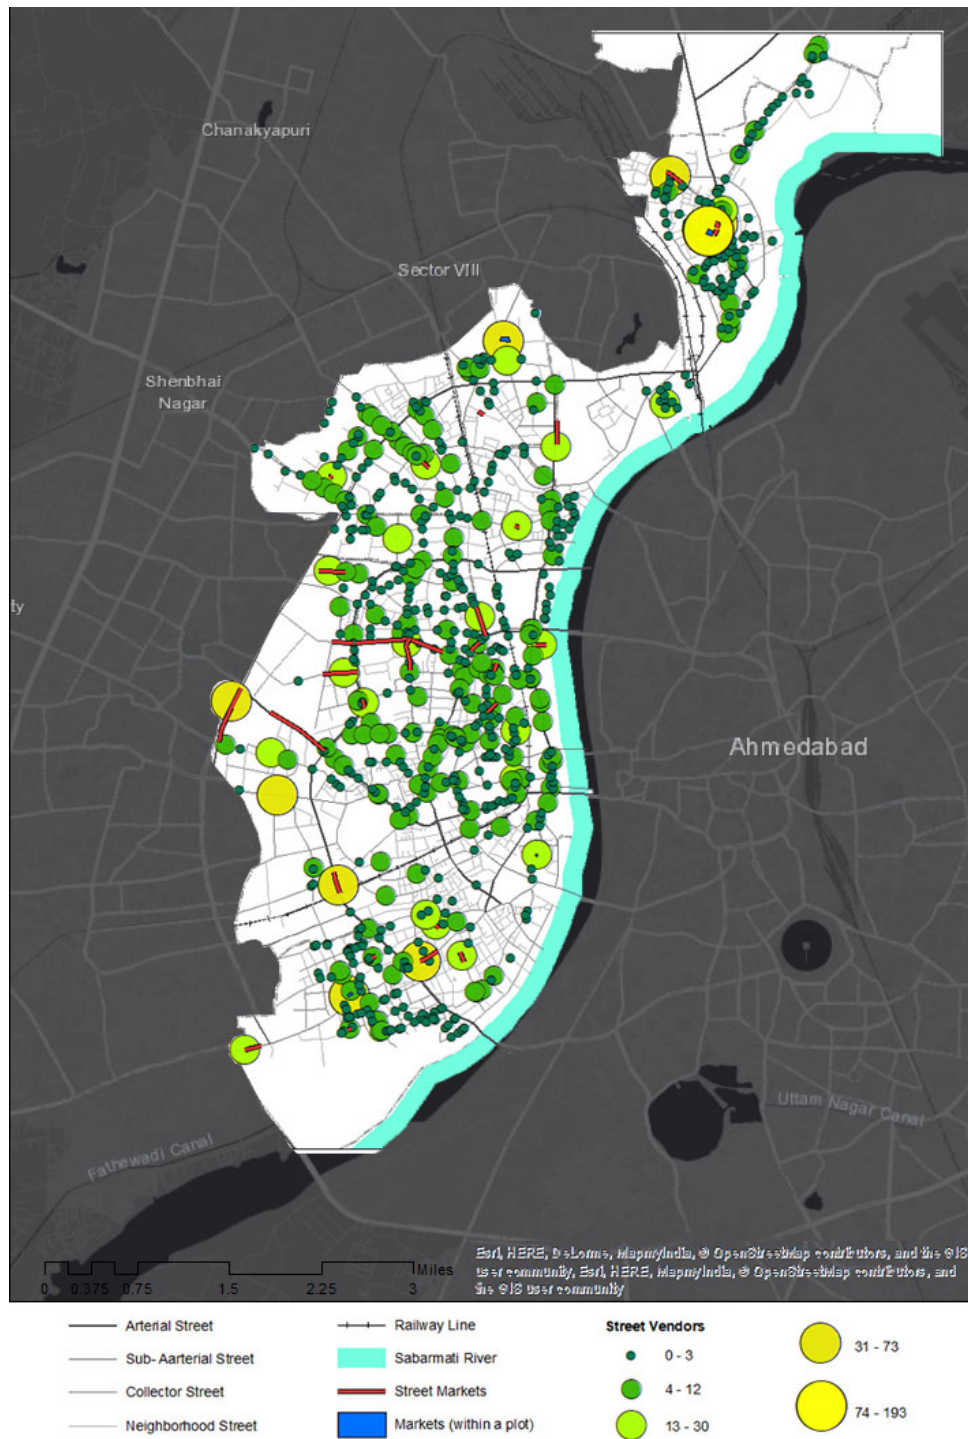 Chanakyapuri
Sector VIII
Shenbhai
Nagar
ty
Ahmedabad
Uttam Nagar Canal
Fathewadi Canal
Esri, HERE, DeLorme, MapmyIndia, © OpenStreetMap contributors, and the GIS
user community, Esri, HERE, MapmyIndia, © OpenStreetMap contributors, and
the GIS user community
Miles
0 0.375 0.75 1.5 2.25 3
Arterial Street
Sub- Aarterial Street
Collector Street
Neighborhood Street
Railway Line
Sabarmati River
Street Markets
Markets (within a plot)
Street Vendors
0 - 3
4 - 12
13 - 30
31 - 73
74 - 193